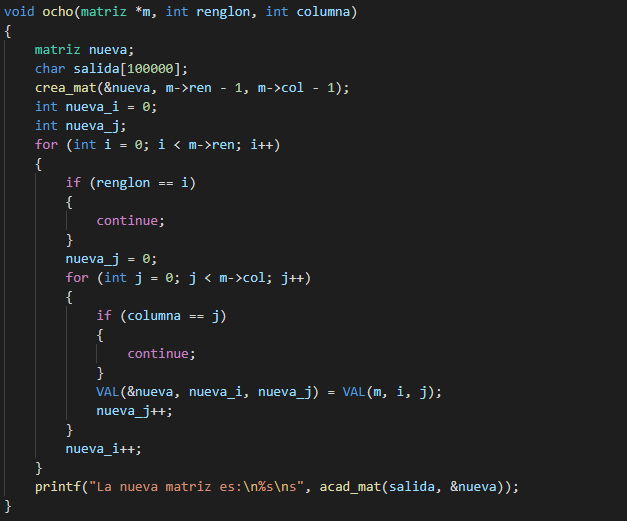 void ocho(matriz *m, int renglon, int columna)
{
    matriz nueva;
    char salida[100000];
    crea_mat(&nueva, m->ren - 1, m->col - 1);
    int nueva_i = 0;
    int nueva_j;
    for (int i = 0; i < m->ren; i++)
    {
        if (renglon == i)
        {
            continue;
        }
        nueva_j = 0;
        for (int j = 0; j < m->col; j++)
        {
            if (columna == j)
            {
                continue;
            }
            VAL(&nueva, nueva_i, nueva_j) = VAL(m, i, j);
            nueva_j++;
        }
        nueva_i++;
    }
    printf("La nueva matriz es:\n%s\ns", acad_mat(salida, &nueva));
}